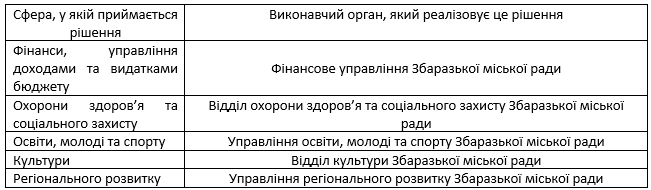 Сфера, у якій приймається Виконавчий орган, який реалізовує це рішення
рішення
Фінанси, управління
доходами та видатками Фінансове управління Збаразької міської ради
бюджету
Охорони здоров'я та Відділ охорони здоров'я та соціального захисту Збаразької міської
соціального захисту ради
Освіти, молоді та спорту Управління освіти, молоді та спорту Збаразької міської ради
Культури Відділ культури Збаразької міської ради
Регіонального розвитку Управління регіонального розвитку Збаразької міської ради